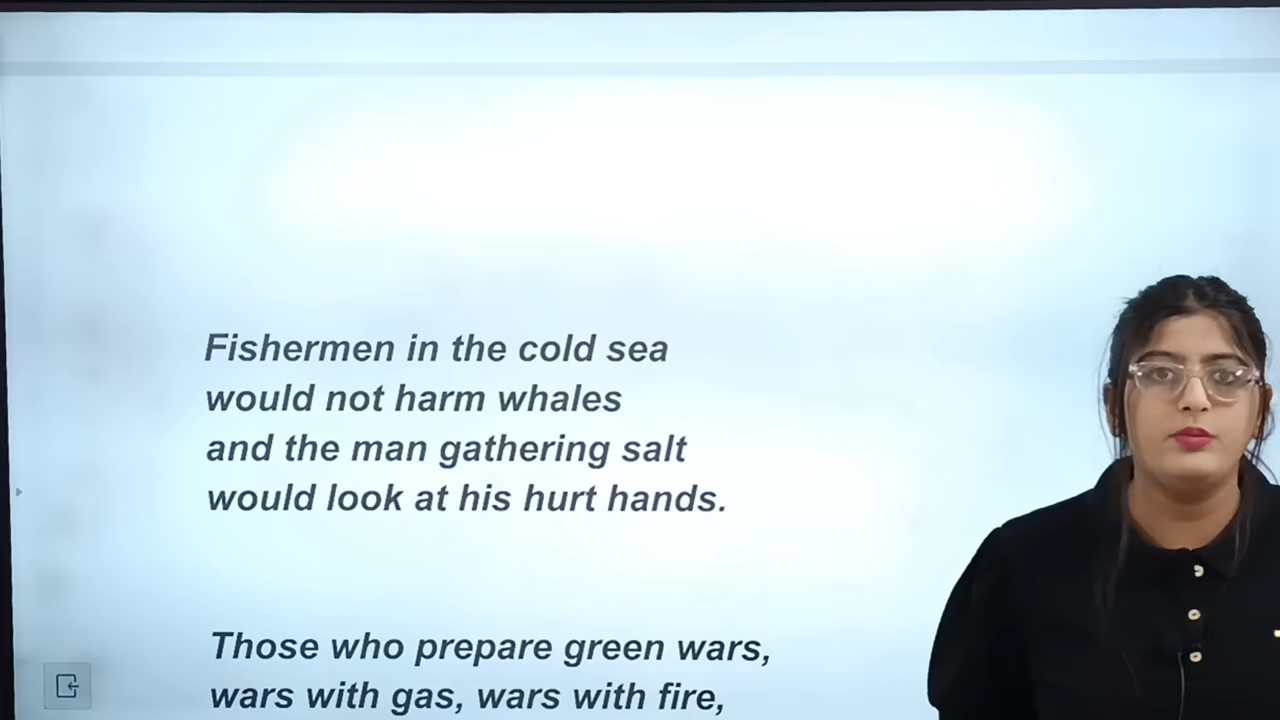 Fishermen in the cold sea
would not harm whales
and the man gathering salt
would look at his hurt hands.
Those who prepare green wars,
wars with gas, wars with fire,